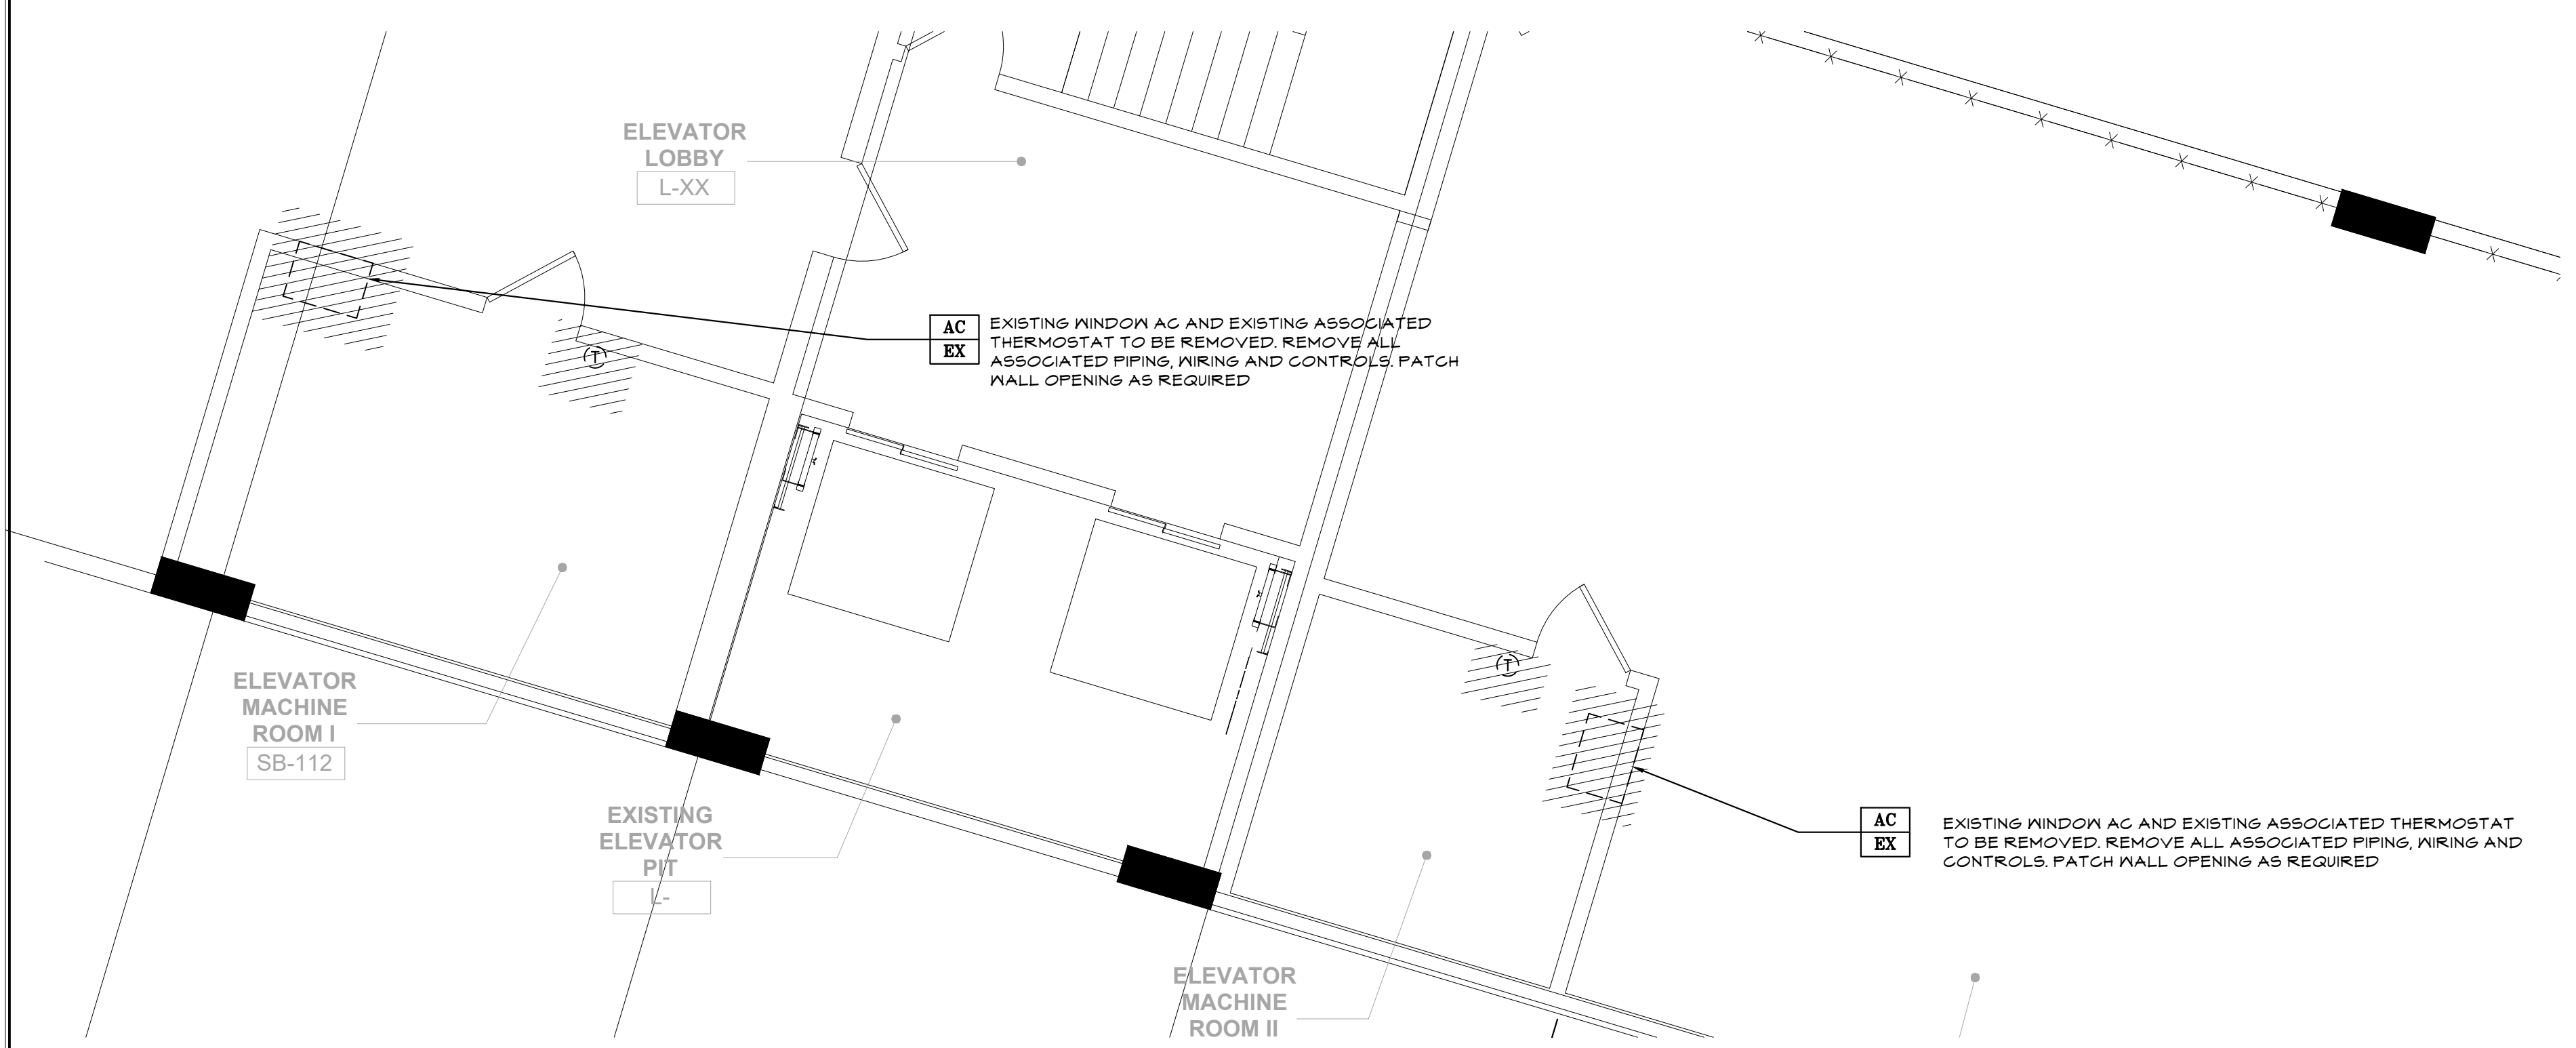 ELEVATOR
LOBBY
L-XX
AC
EX
EXISTING WINDOW AC AND EXISTING ASSOCIATED
THERMOSTAT TO BE REMOVED. REMOVE ALL
ASSOCIATED PIPING, WIRING AND CONTROLS. PATCH
WALL OPENING AS REQUIRED
T
ELEVATOR
MACHINE
ROOM I
SB-112
EXISTING
ELEVATOR
PIT
L-
T
AC
EX
EXISTING WINDOW AC AND EXISTING ASSOCIATED THERMOSTAT
TO BE REMOVED. REMOVE ALL ASSOCIATED PIPING, WIRING AND
CONTROLS. PATCH WALL OPENING AS REQUIRED
ELEVATOR
MACHINE
ROOM II